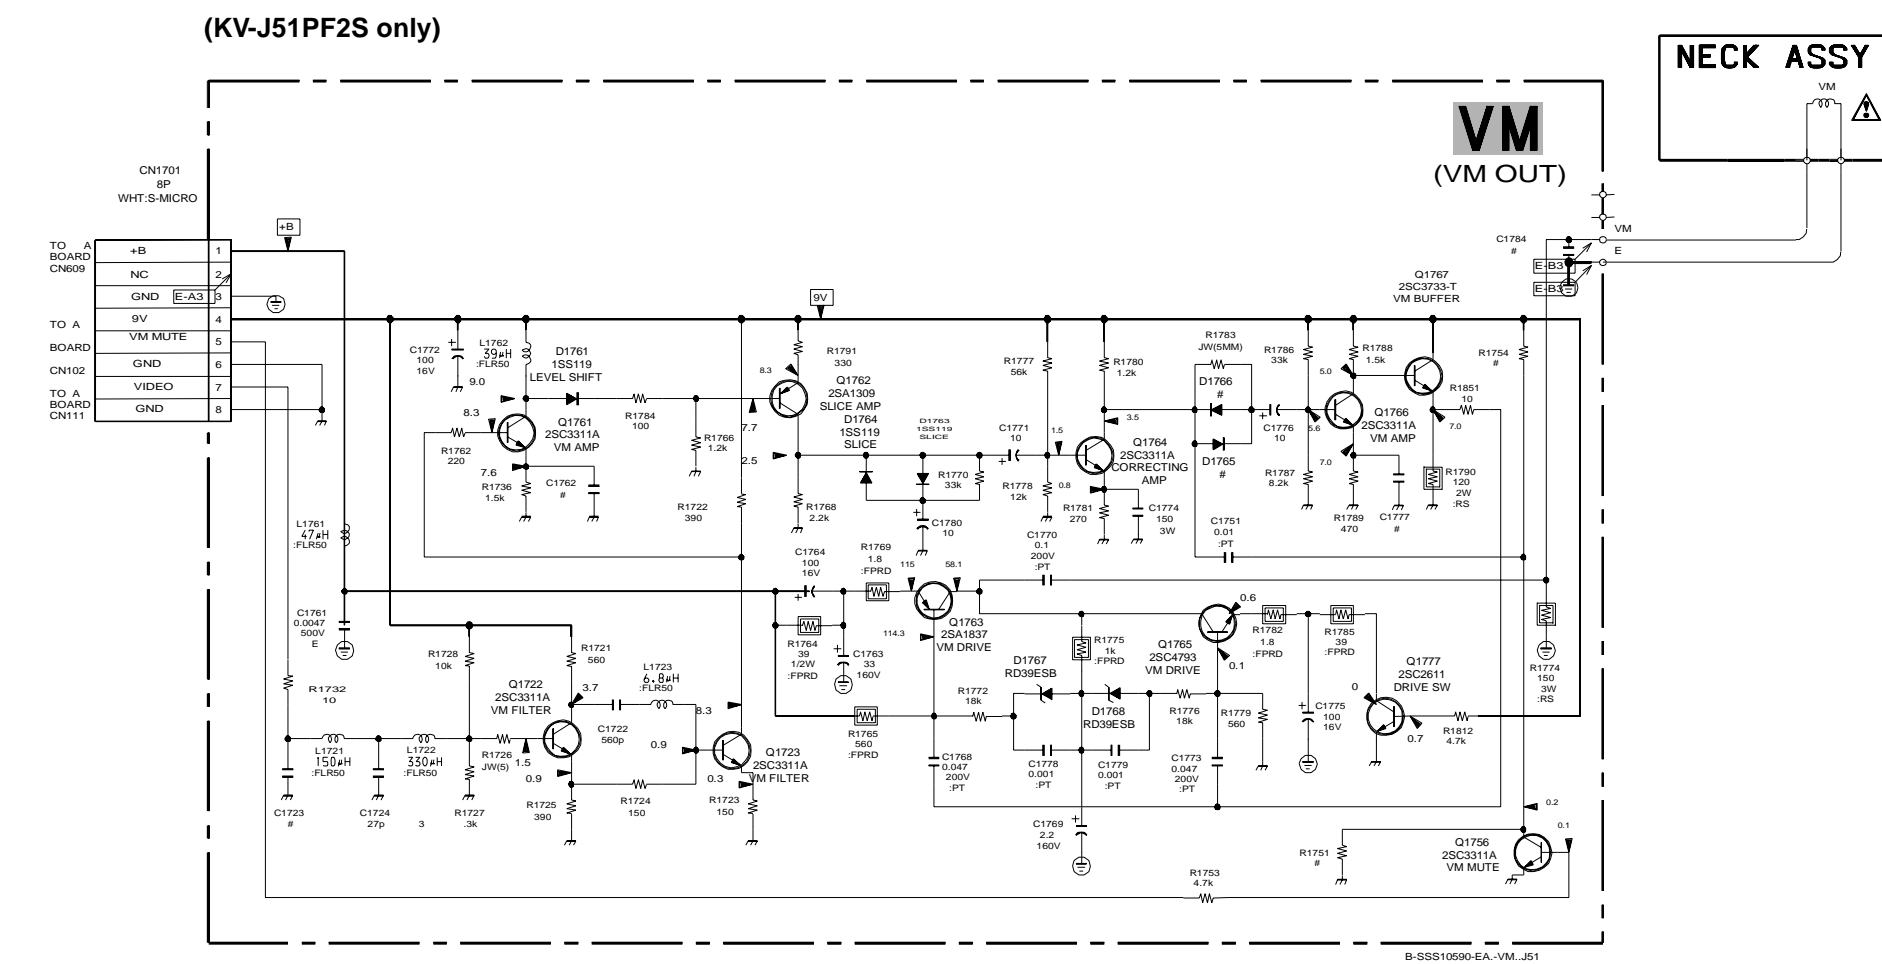 (KV-J51PF2S only)
NECK ASSY
VM
VM
(VM OUT)
CN1701
8P
WHT:S-MICRO
TO A
BOARD
CN609
+B 1
NC 2
GND E-A3 3
9V 4
TO A
BOARD
CN102
VM MUTE 5
GND 6
TO A
BOARD
CN111
VIDEO 7
GND 8
+B
9V
VM
E
C1784
#
E-B3
E-B3
Q1767
2SC3733-T
VM BUFFER
C1772
100
16V
L1762
39μH
:FLR50
9.0
D1761
1SS119
LEVEL SHIFT
8.3
R1762
220
Q1761
2SC3311A
VM AMP
7.6
R1736
1.5k
C1762
#
R1784
100
R1766
1.2k
7.7
2.5
R1722
390
8.3
R1791
330
Q1762
2SA1309
SLICE AMP
D1764
1SS119
SLICE
R1768
2.2k
D1763
1SS119
SLICE
R1770
33k
C1780
10
C1771
10
R1777
56k
1.5
R1778
12k
0.8
R1780
1.2k
3.5
Q1764
2SC3311A
CORRECTING
AMP
R1781
270
C1774
150
3W
R1783
JW(5MM)
D1766
#
D1765
#
C1776
10
R1786
33k
5.6
R1787
8.2k
R1788
1.5k
5.0
Q1766
2SC3311A
VM AMP
7.0
R1789
470
C1777
#
R1851
10
7.0
R1790
120
2W
:RS
R1754
#
C1751
0.01
:PT
L1761
47μH
:FLR50
C1761
0.0047
500V
E
C1764
100
16V
R1764
39
1/2W
:FPRD
C1763
33
160V
R1769
1.8
:FPRD
115
58.1
114.3
Q1763
2SA1837
VM DRIVE
C1770
0.1
200V
:PT
R1775
1k
:FPRD
Q1765
2SC4793
VM DRIVE
0.6
0.1
R1782
1.8
:FPRD
R1785
39
:FPRD
Q1777
2SC2611
DRIVE SW
0
0.7
R1812
4.7k
R1774
150
3W
:RS
R1732
10
R1728
10k
R1721
560
L1723
6.8μH
:FLR50
Q1722
2SC3311A
VM FILTER
3.7
C1722
560p
8.3
0.9
L1721
150μH
:FLR50
L1722
330μH
:FLR50
R1726
JW(5)
1.5
0.9
0.3
Q1723
2SC3311A
VM FILTER
C1723
#
C1724
27p
3
R1727
.3k
R1725
390
R1724
150
R1723
150
R1765
560
:FPRD
R1772
18k
D1767
RD39ESB
D1768
RD39ESB
R1776
18k
R1779
560
C1775
100
16V
C1768
0.047
200V
:PT
C1778
0.001
:PT
C1779
0.001
:PT
C1773
0.047
200V
:PT
C1769
2.2
160V
0.2
0.1
R1751
#
Q1756
2SC3311A
VM MUTE
R1753
4.7k
B-SSS10590-EA.-VM..J51